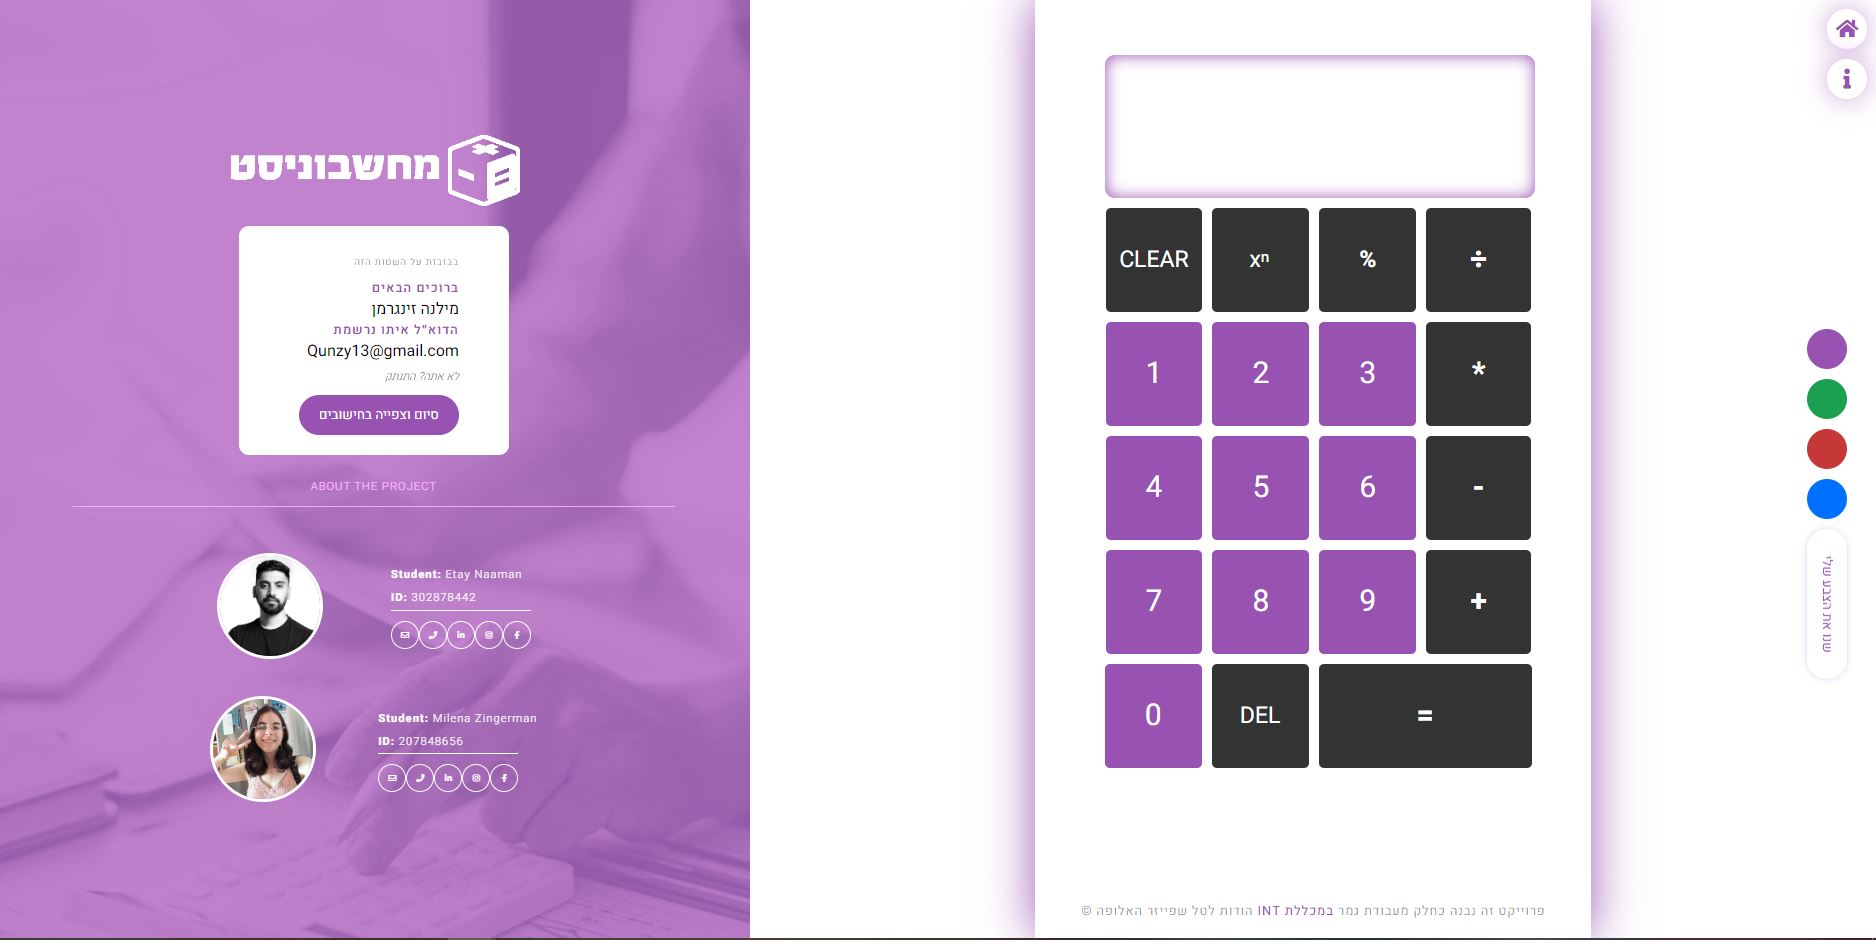 מחשבוניסט
בבזבזת על השטות הזה
ברוכים הבאים
מילנה זינגרמן
הדוא"ל איתו נרשמת
Qunzy13@gmail.com
לא אתה? התנתק
סיום וצפייה בחישובים
ABOUT THE PROJECT
Student: Etay Naaman
ID: 302878442
Student: Milena Zingerman
ID: 207848656
CLEAR xⁿ % ÷
1 2 3 *
4 5 6 -
7 8 9 +
0 DEL =
פרוייקט זה נבנה כחלק מעבודת גמר במכללת INT הודות לטל שפייזר האלופה ©
שנו את הצבע שלי